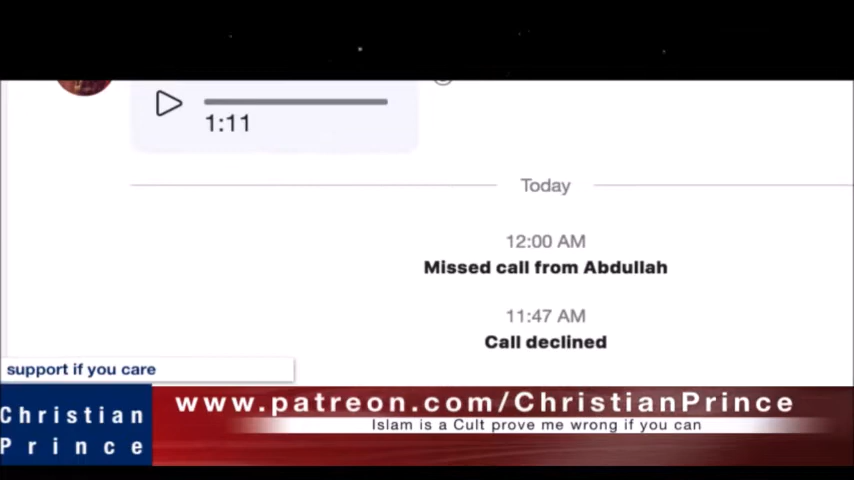 1:11
Today
12:00 AM
Missed call from Abdullah
11:47 AM
Call declined
support if you care
Christian
Prince
www.patreon.com/ChristianPrince
Islam is a Cult prove me wrong if you can